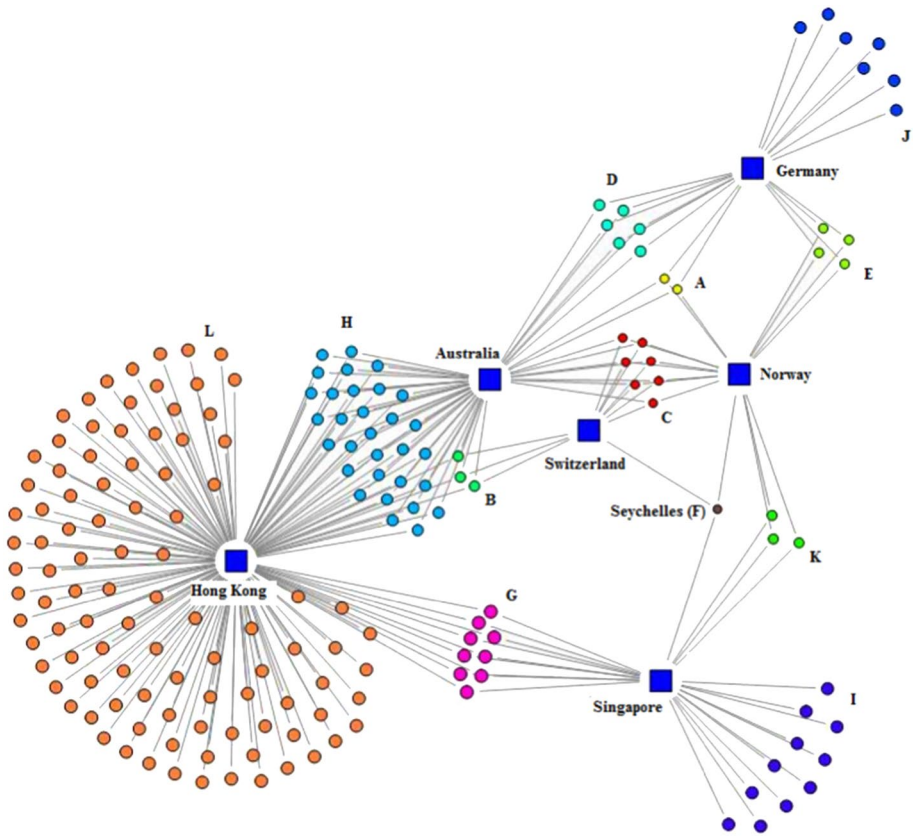 J
Germany
D
E
A
L
H
Australia
Norway
C
Switzerland
B
Seychelles (F)
K
Hong Kong
G
I
Singapore